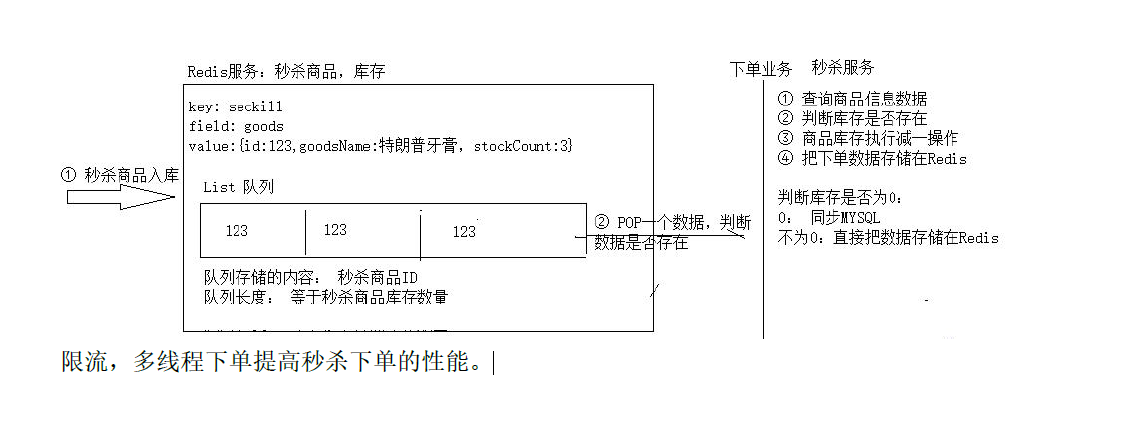 Redis服务：秒杀商品，库存
key: seckill
field: goods
value:{id:123,goodsName:特朗普牙膏，stockCount:3}
① 秒杀商品入库
List 队列
123
123
123
② POP一个数据，判断
数据是否存在
队列存储的内容： 秒杀商品ID
队列长度： 等于秒杀商品库存数量
下单业务 秒杀服务
① 查询商品信息数据
② 判断库存是否存在
③ 商品库存执行减一操作
④ 把下单数据存储在Redis
判断库存是否为0：
0： 同步MYSQL
不为0：直接把数据存储在Redis
限流，多线程下单提高秒杀下单的性能。